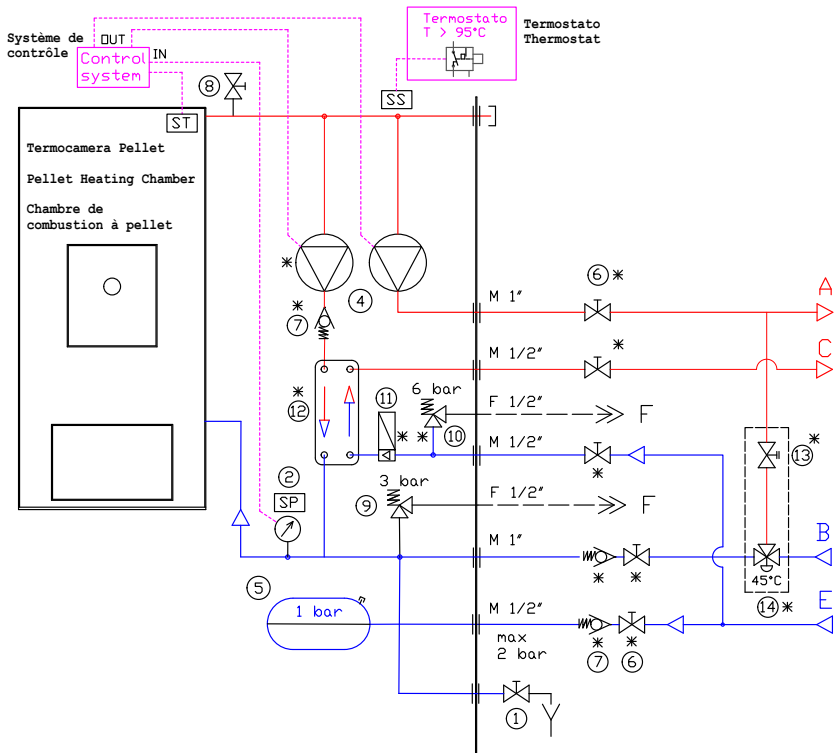 Système de
contrôle
OUT
IN
Control
system
Termostato
T > 95°C
Termostato
Thermostat
8
SS
ST
Termocamera Pellet
Pellet Heating Chamber
Chambre de
combustion à pellet
*
4
*
7
M 1"
6 *
A
M 1/2"
*
C
*
12
11
6 bar
F 1/2"
F
* *
10
M 1/2"
*
13 *
2
SP
3 bar
9
F 1/2"
F
M 1"
* *
B
45°C
14 *
5
1 bar
M 1/2"
E
max
2 bar
* *
7 6
1